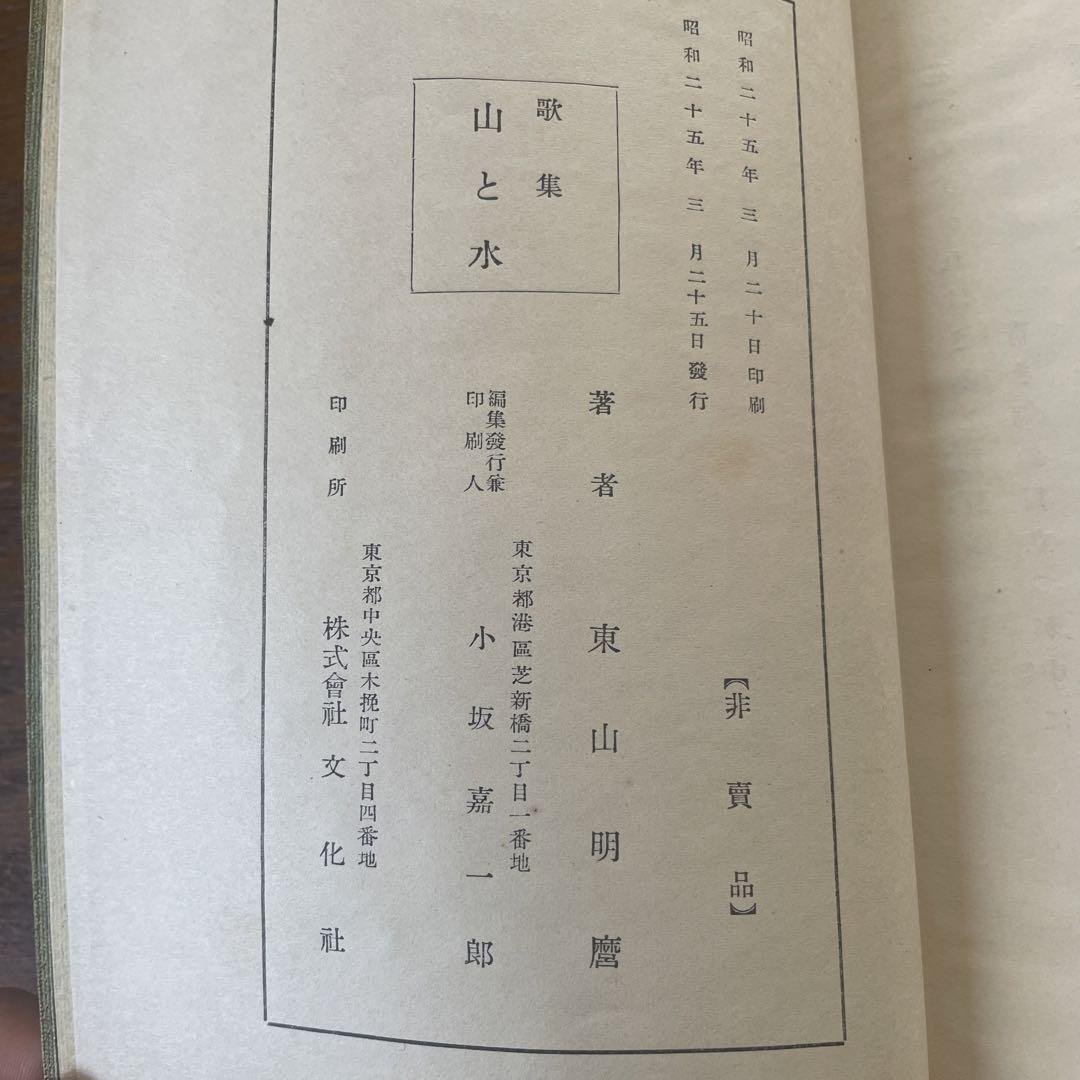 昭和二十五年三月二十日印刷
昭和二十五年三月二十五日發行
【非賣品】
歌集
山と水
著者 東山明麿
編集發行兼
印刷人
東京都港區芝新橋二丁目一番地
小坂嘉一郎
印刷所
東京都中央區木挽町二丁目四番地
株式會社文化社